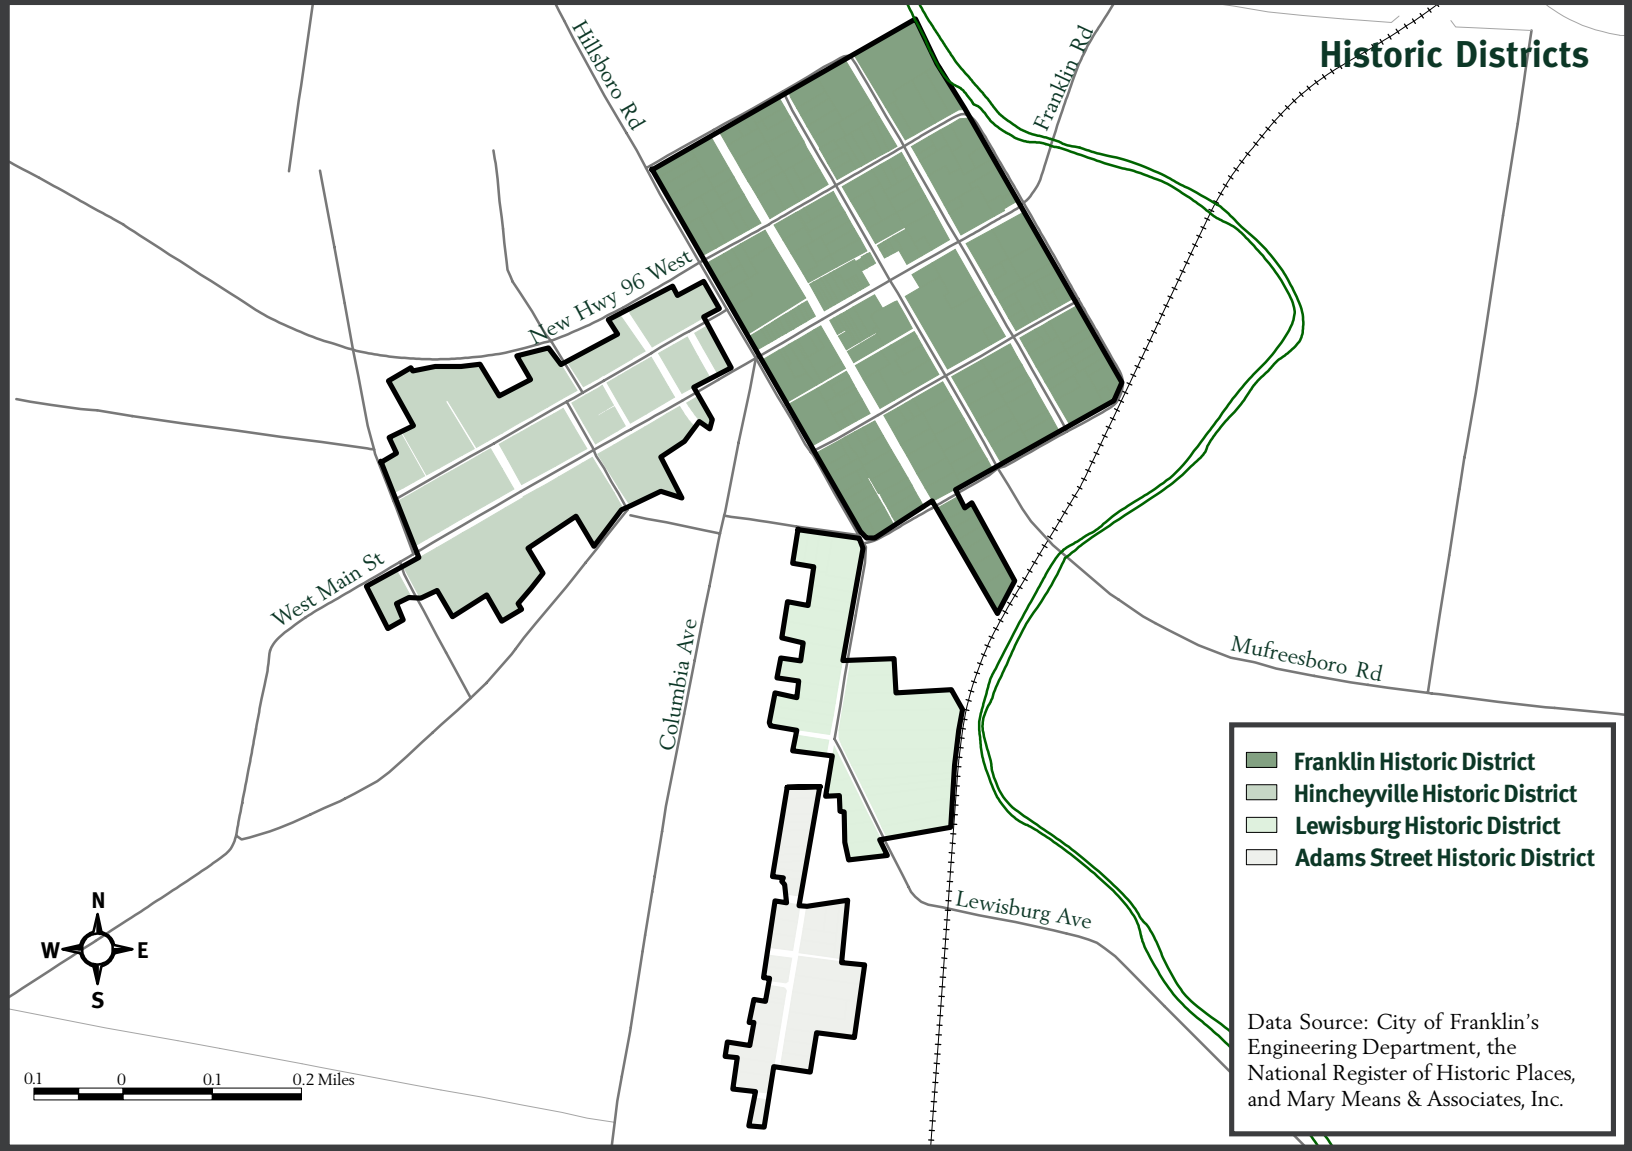 Historic Districts
Hillsboro Rd
Franklin Rd
New Hwy 96 West
West Main St
Columbia Ave
Mufreesboro Rd
Lewisburg Ave
Franklin Historic District
Hincheyville Historic District
Lewisburg Historic District
Adams Street Historic District
N
W E
S
0.1 0 0.1 0.2 Miles
Data Source: City of Franklin's
Engineering Department, the
National Register of Historic Places,
and Mary Means & Associates, Inc.